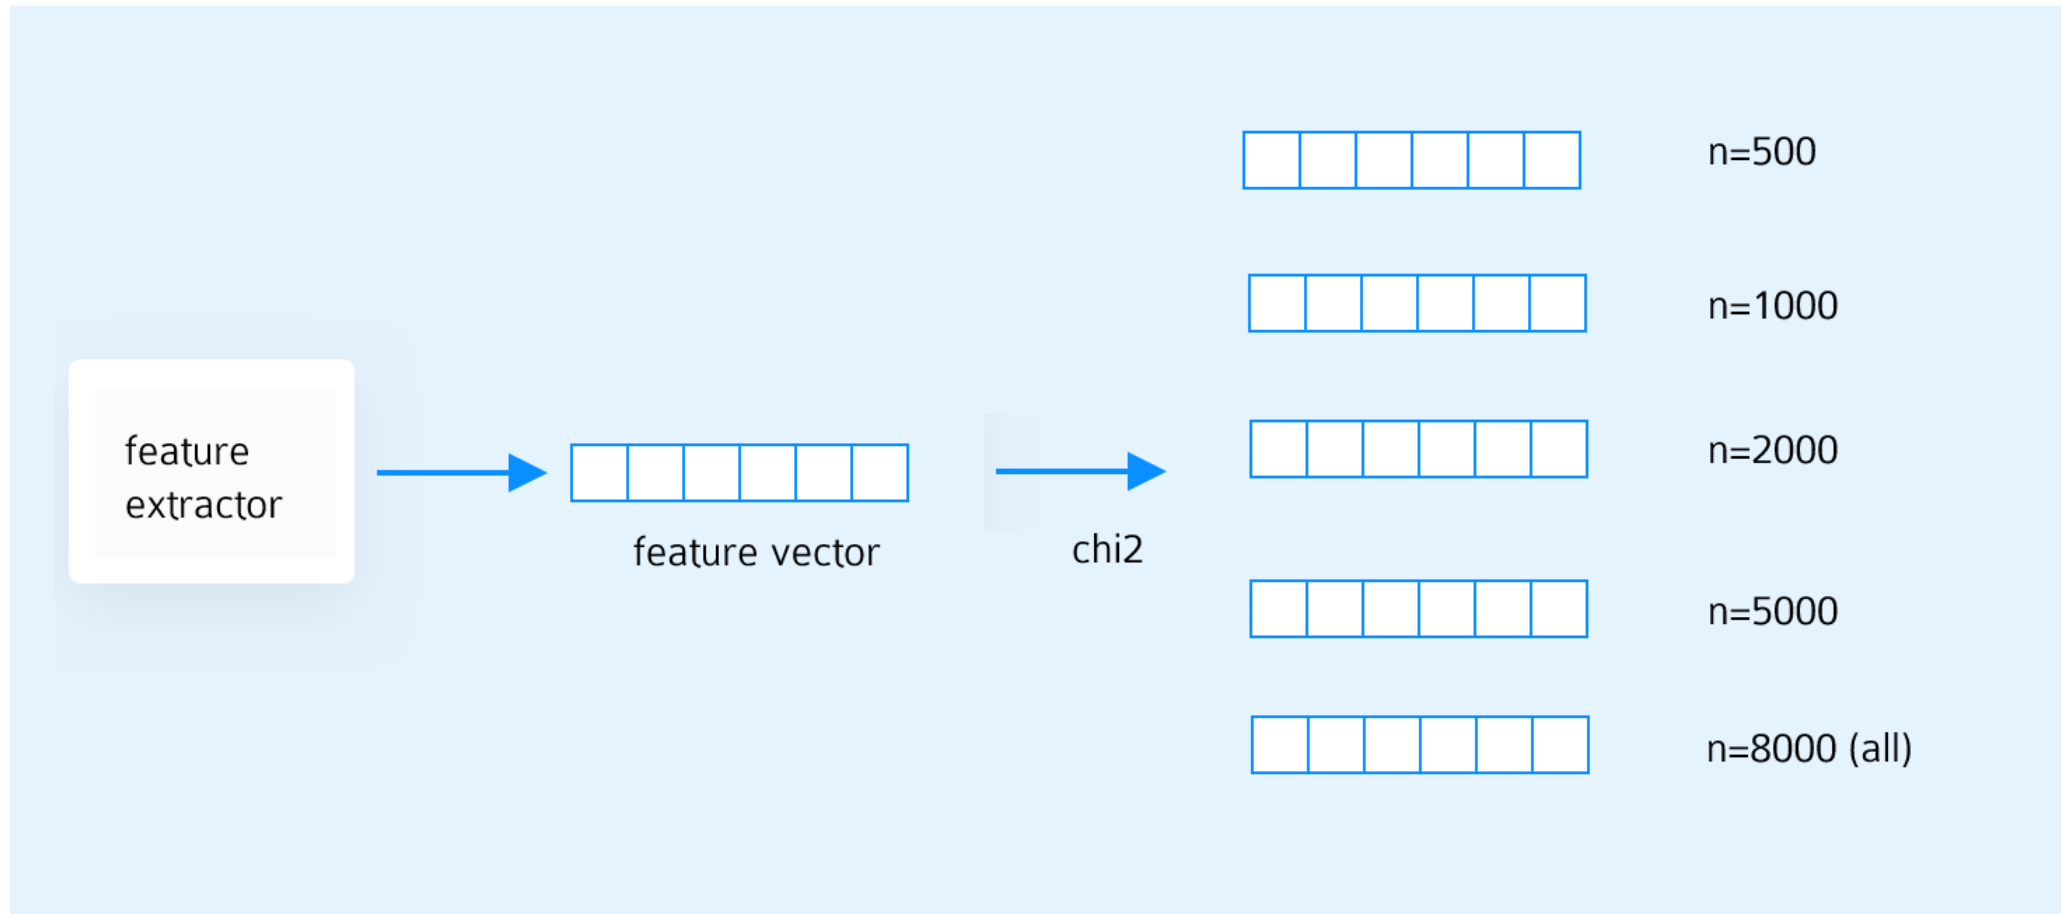 feature
extractor
feature vector
chi2
n=500
n=1000
n=2000
n=5000
n=8000 (all)